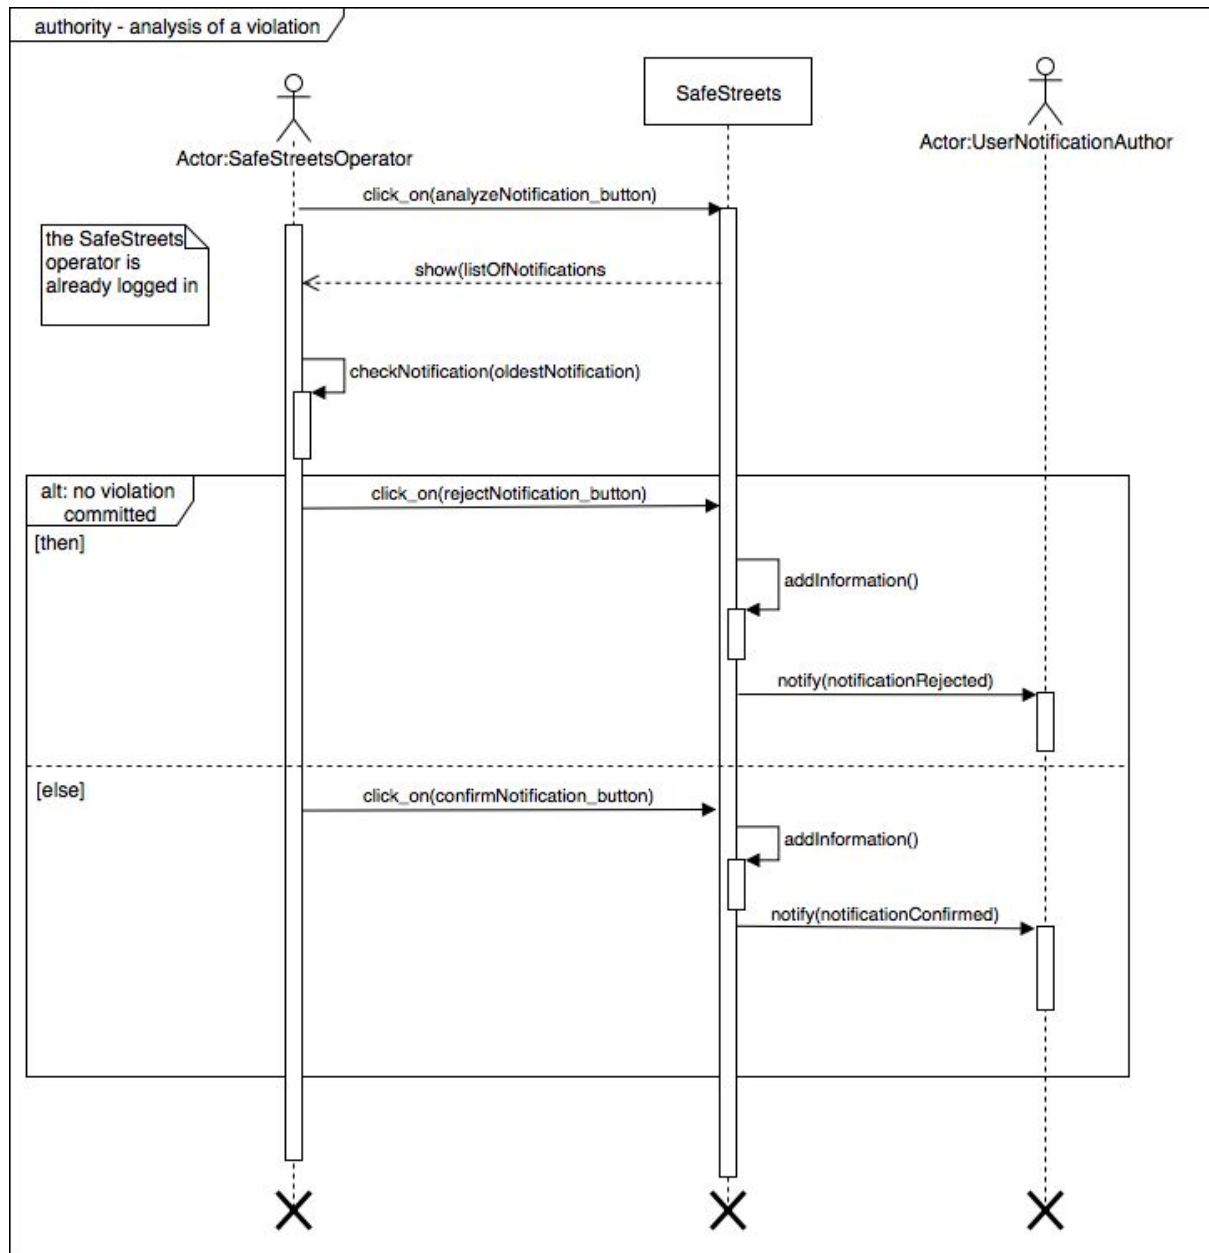 authority - analysis of a violation
SafeStreets
Actor:SafeStreetsOperator
Actor:UserNotificationAuthor
click_on(analyzeNotification_button)
the SafeStreets
operator is
already logged in
show(listOfNotifications
checkNotification(oldestNotification)
alt: no violation
committed
click_on(rejectNotification_button)
[then]
addInformation()
notify(notificationRejected)
[else]
click_on(confirmNotification_button)
addInformation()
notify(notificationConfirmed)